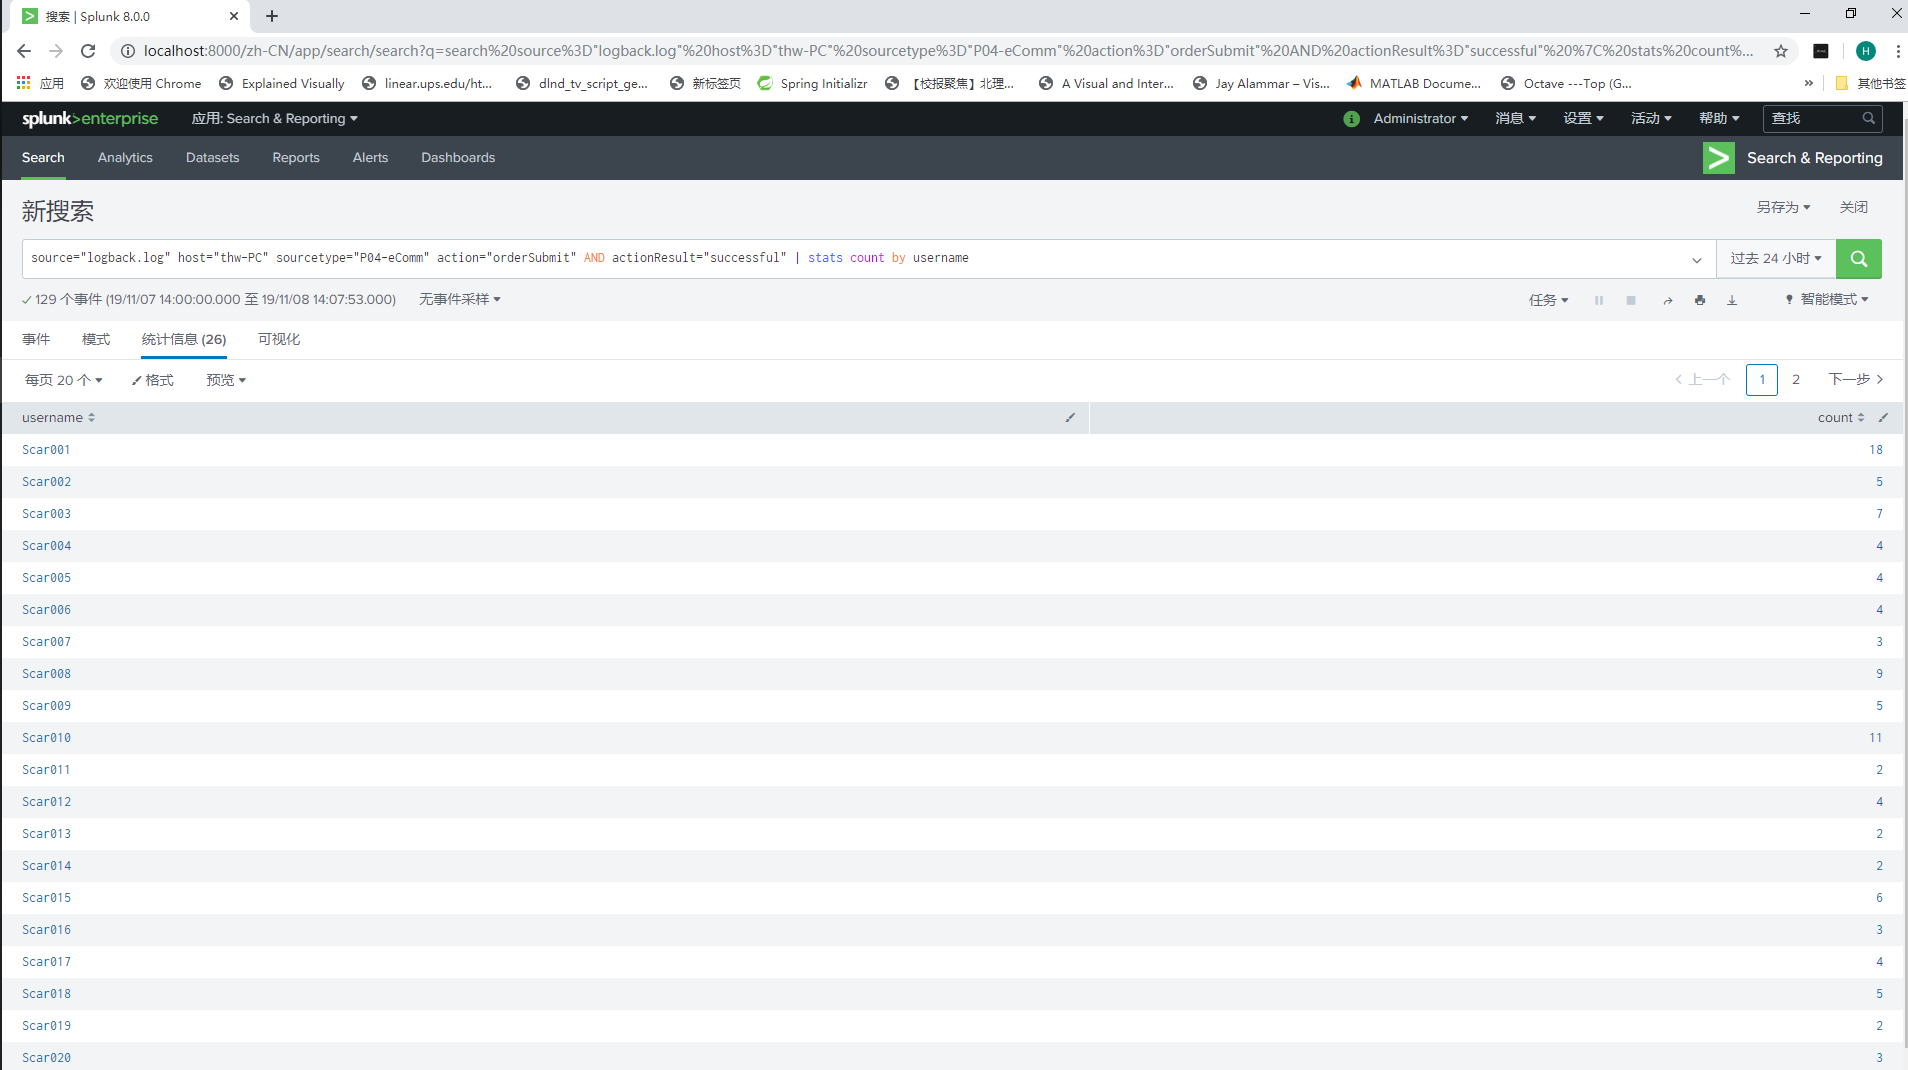 搜索 | Splunk 8.0.0
localhost:8000/zh-CN/app/search/search?q=search%20source%3D"logback.log"%20host%3D"thw-PC"%20sourcetype%3D"P04-eComm"%20action%3D"orderSubmit"%20AND%20actionResult%3D"successful"%20%7C%20stats%20count%...
H
应用 欢迎使用 Chrome Explained Visually linear.ups.edu/ht... dlnd_tv_script_ge... 新标签页 Spring Initializr 【校报聚焦】北理... A Visual and Inter... Jay Alammar – Vis... MATLAB Docume... Octave ---Top (G... » 其他书签
splunk>enterprise 应用: Search & Reporting Administrator 消息 设置 活动 帮助 查找
Search Analytics Datasets Reports Alerts Dashboards Search & Reporting
新搜索 另存为 关闭
source="logback.log" host="thw-PC" sourcetype="P04-eComm" action="orderSubmit" AND actionResult="successful" | stats count by username 过去 24 小时
129 个事件 (19/11/07 14:00:00.000 至 19/11/08 14:07:53.000) 无事件采样 任务 智能模式
事件 模式 统计信息 (26) 可视化
每页 20 个 格式 预览 上一个 1 2 下一步
username count
Scar001 18
Scar002 5
Scar003 7
Scar004 4
Scar005 4
Scar006 4
Scar007 3
Scar008 9
Scar009 5
Scar010 11
Scar011 2
Scar012 4
Scar013 2
Scar014 2
Scar015 6
Scar016 3
Scar017 4
Scar018 5
Scar019 2
Scar020 3